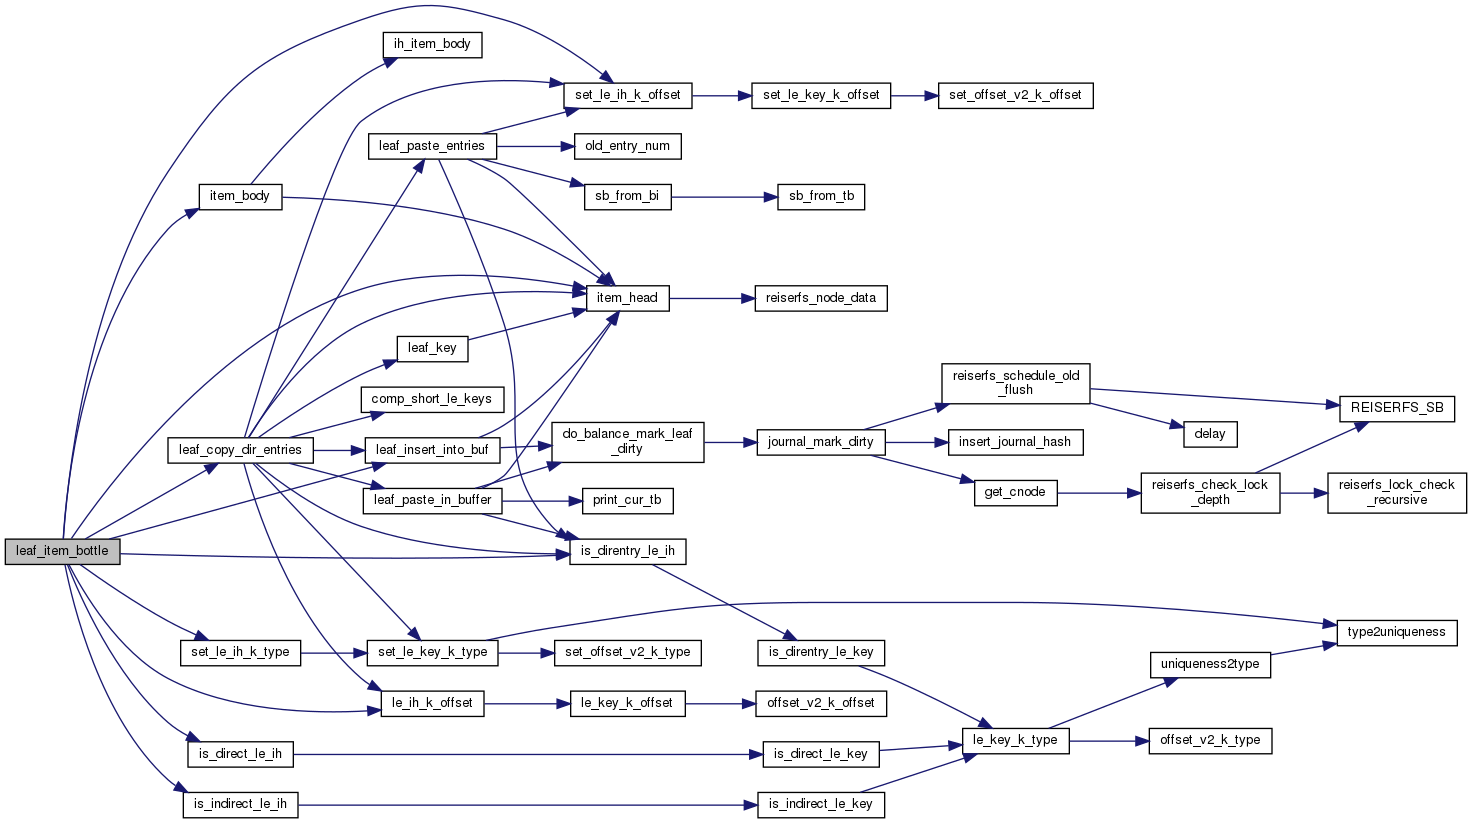 ih_item_body
set_le_ih_k_offset
set_le_key_k_offset
set_offset_v2_k_offset
leaf_paste_entries
old_entry_num
item_body
sb_from_bi
sb_from_tb
item_head
reiserfs_node_data
leaf_key
comp_short_le_keys
reiserfs_schedule_old
_flush
REISERFS_SB
leaf_copy_dir_entries
leaf_insert_into_buf
do_balance_mark_leaf
_dirty
journal_mark_dirty
insert_journal_hash
delay
leaf_paste_in_buffer
print_cur_tb
get_cnode
reiserfs_check_lock
_depth
reiserfs_lock_check
_recursive
leaf_item_bottle
is_direntry_le_ih
set_le_ih_k_type
set_le_key_k_type
set_offset_v2_k_type
is_direntry_le_key
uniqueness2type
type2uniqueness
le_ih_k_offset
le_key_k_offset
offset_v2_k_offset
is_direct_le_ih
is_direct_le_key
le_key_k_type
offset_v2_k_type
is_indirect_le_ih
is_indirect_le_key